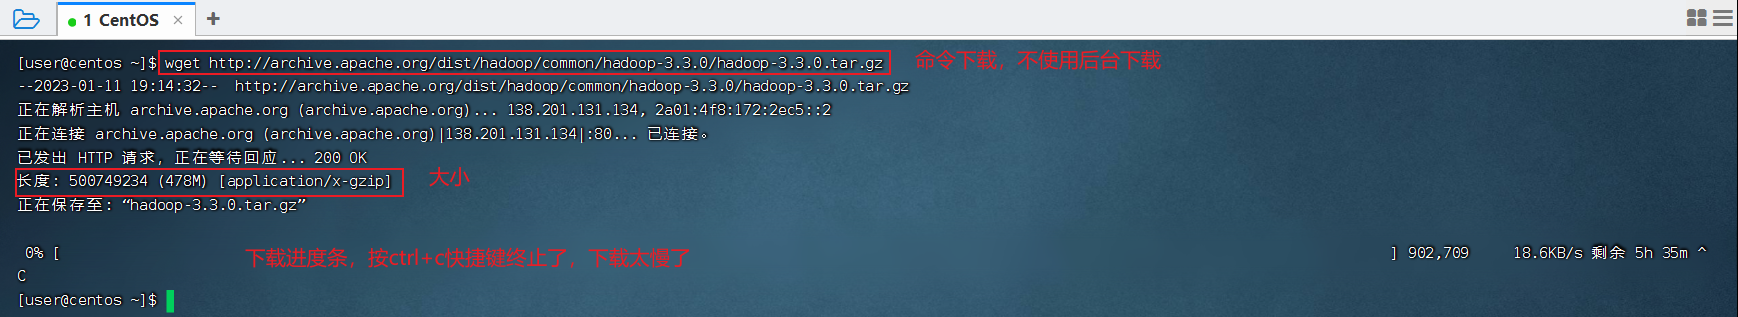 1 CentOS × +
[user@centos ~]$ wget http://archive.apache.org/dist/hadoop/common/hadoop-3.3.0/hadoop-3.3.0.tar.gz 命令下载，不使用后台下载
--2023-01-11 19:14:32--  http://archive.apache.org/dist/hadoop/common/hadoop-3.3.0/hadoop-3.3.0.tar.gz
正在解析主机 archive.apache.org (archive.apache.org)... 138.201.131.134, 2a01:4f8:172:2ec5::2
正在连接 archive.apache.org (archive.apache.org)|138.201.131.134|:80... 已连接。
已发出 HTTP 请求，正在等待回应... 200 OK
长度：500749234 (478M) [application/x-gzip] 大小
正在保存至: “hadoop-3.3.0.tar.gz”
0% [ 下载进度条，按ctrl+c快捷键终止了，下载太慢了 ] 902,709 18.6KB/s 剩余 5h 35m ^
C
[user@centos ~]$